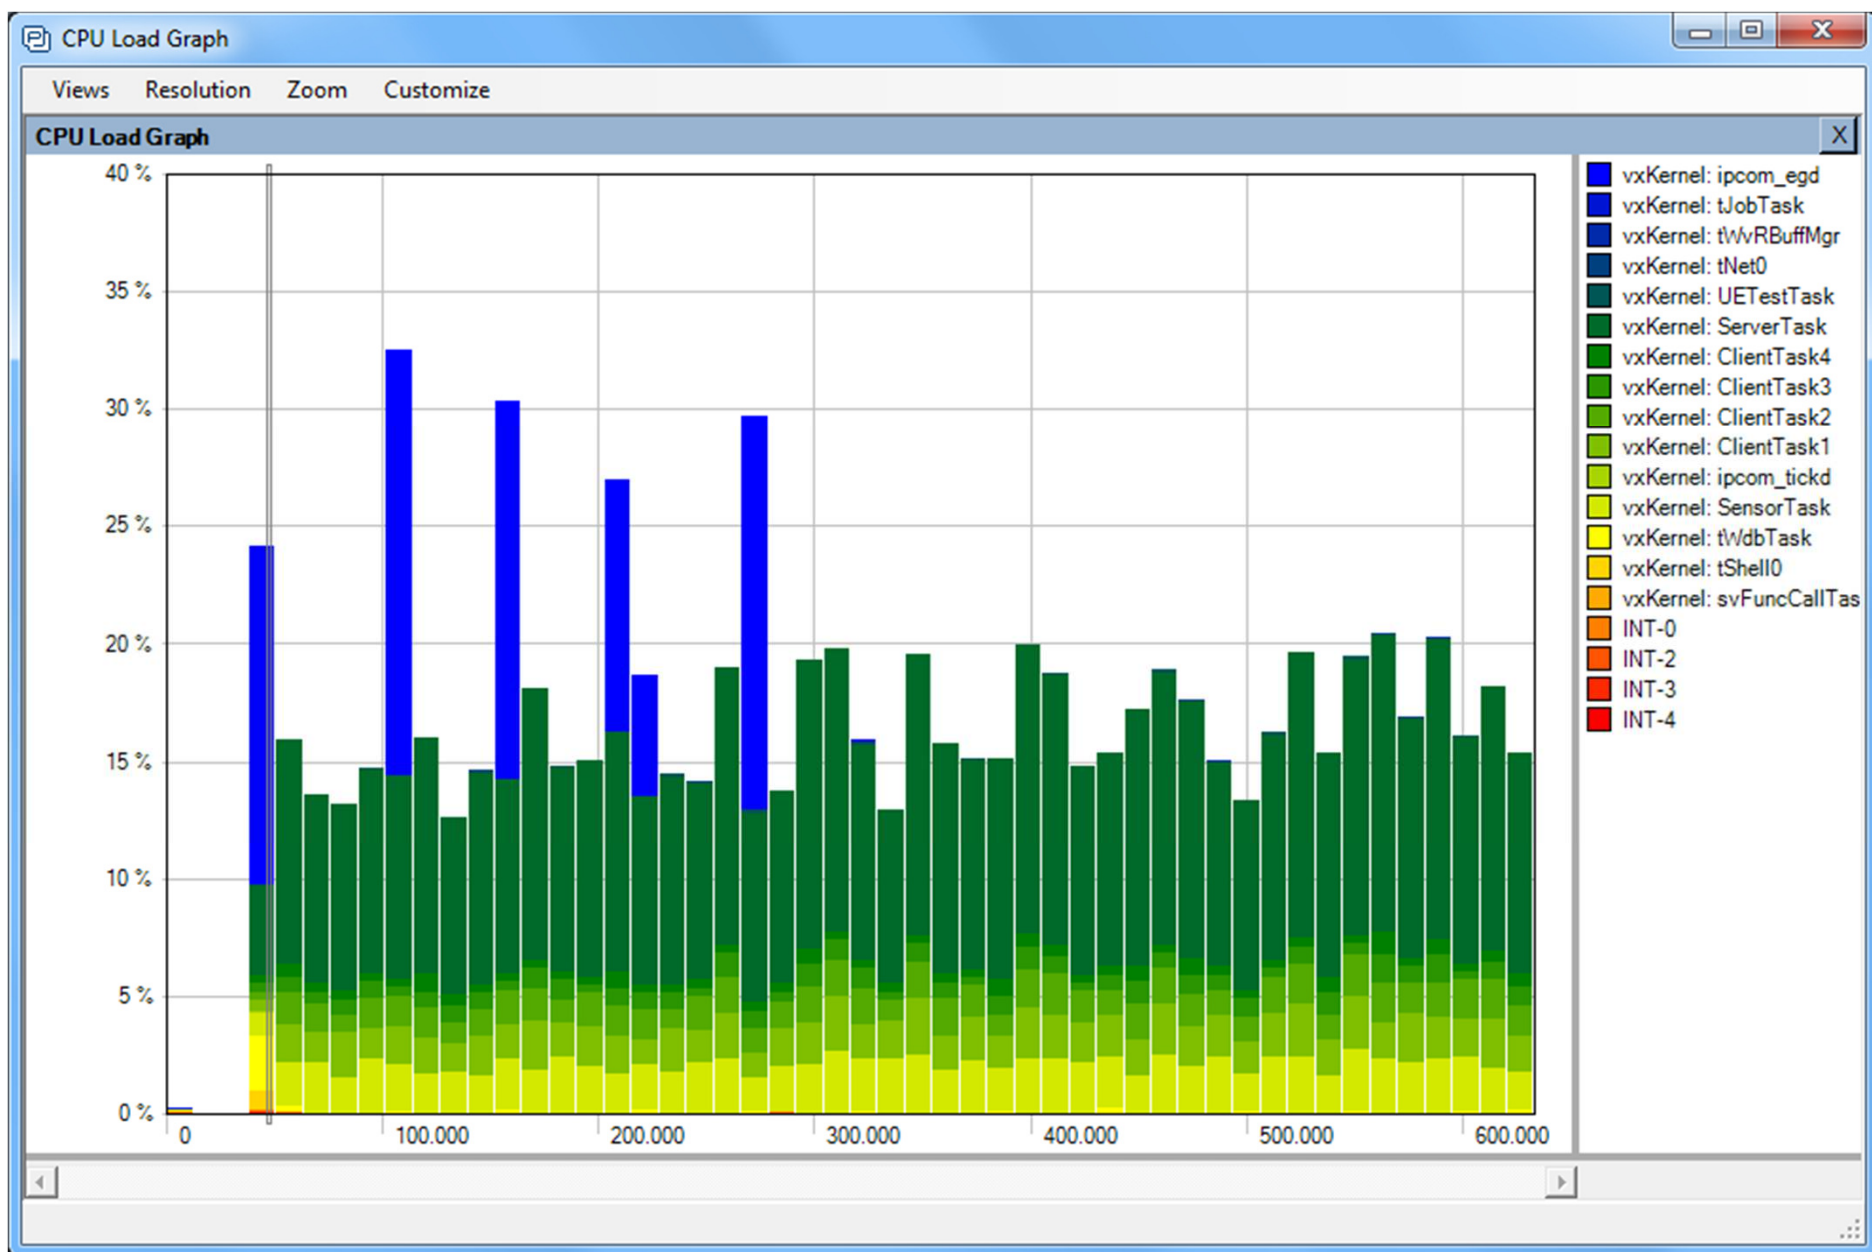 CPU Load Graph
Views Resolution Zoom Customize
CPU Load Graph X
40 %
35 %
30 %
25 %
20 %
15 %
10 %
5 %
0 %
0 100.000 200.000 300.000 400.000 500.000 600.000
vxKernel: ipcom_egd
vxKernel: tJobTask
vxKernel: tWvRBuffMgr
vxKernel: tNet0
vxKernel: UETestTask
vxKernel: ServerTask
vxKernel: ClientTask4
vxKernel: ClientTask3
vxKernel: ClientTask2
vxKernel: ClientTask1
vxKernel: ipcom_tickd
vxKernel: SensorTask
vxKernel: tWdbTask
vxKernel: tShell0
vxKernel: svFuncCallTas
INT-0
INT-2
INT-3
INT-4